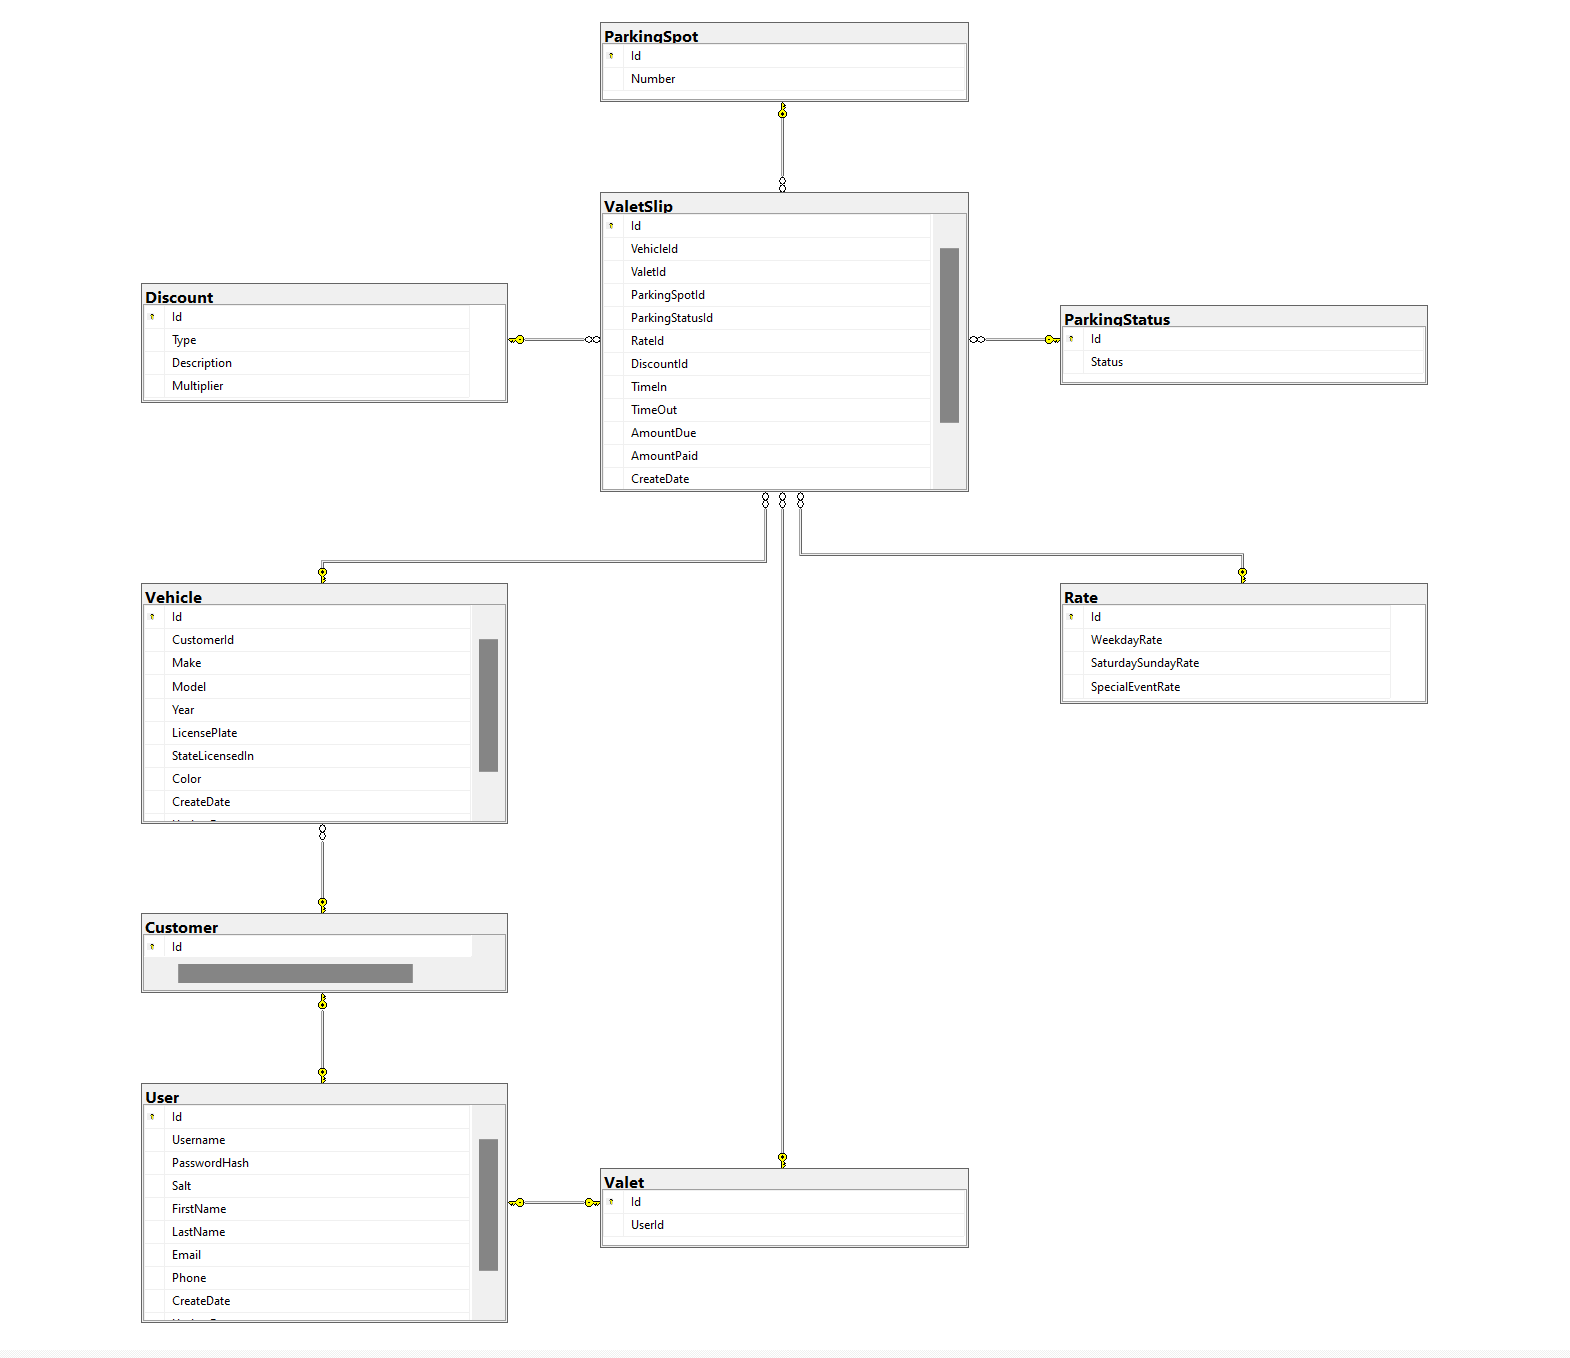 ParkingSpot
Id
Number
ValetSlip
Id
VehicleId
ValetId
ParkingSpotId
ParkingStatusId
RateId
DiscountId
TimeIn
TimeOut
AmountDue
AmountPaid
CreateDate
Discount
Id
Type
Description
Multiplier
ParkingStatus
Id
Status
Vehicle
Id
CustomerId
Make
Model
Year
LicensePlate
StateLicensedIn
Color
CreateDate
Rate
Id
WeekdayRate
SaturdaySundayRate
SpecialEventRate
Customer
Id
User
Id
Username
PasswordHash
Salt
FirstName
LastName
Email
Phone
CreateDate
Valet
Id
UserId